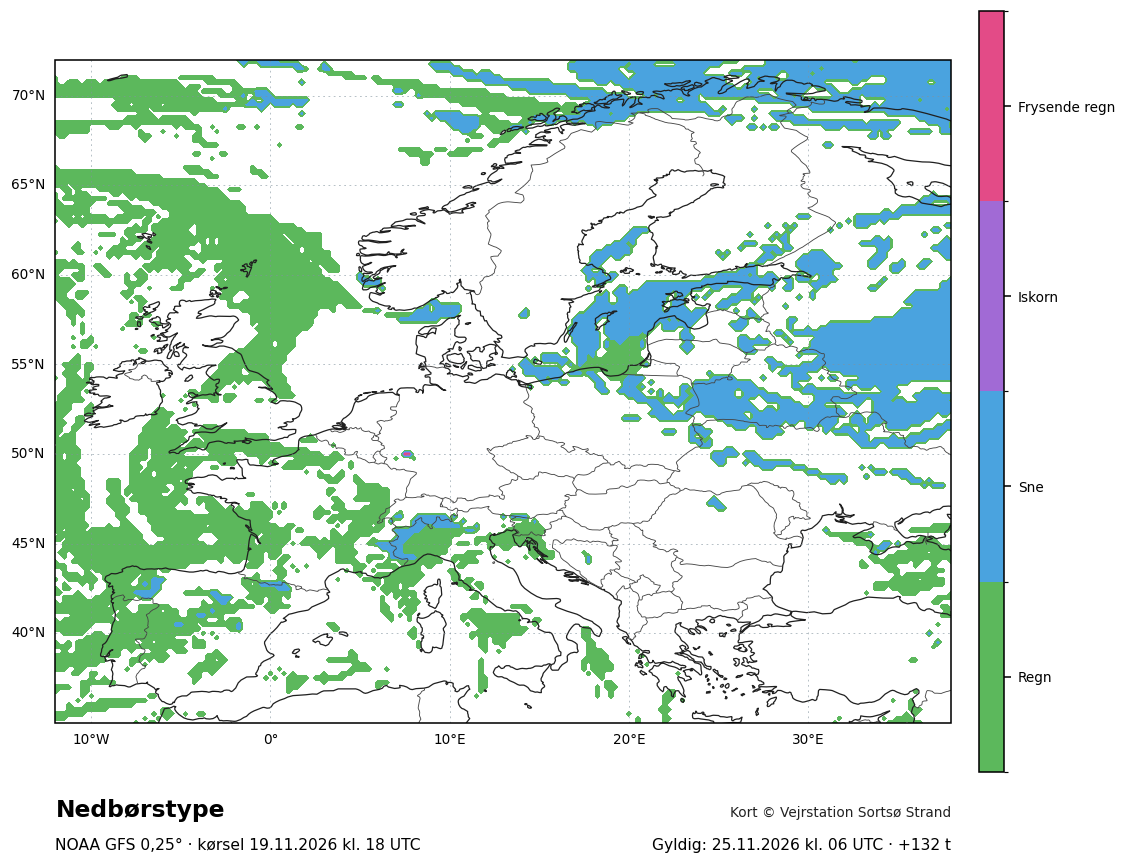 70°N
65°N
60°N
55°N
50°N
45°N
40°N
10°W
0°
10°E
20°E
30°E
Frysende regn
Iskorn
Sne
Regn
Nedbørstype
Kort © Vejrstation Sortsø Strand
NOAA GFS 0,25° · kørsel 19.11.2026 kl. 18 UTC
Gyldig: 25.11.2026 kl. 06 UTC · +132 t